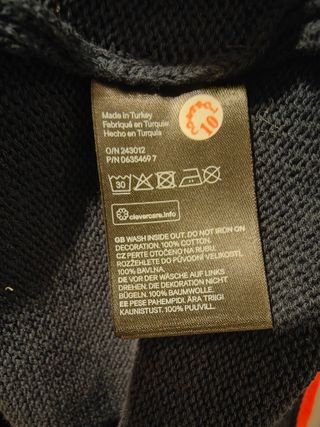 Made in Turkey
Fabriqué en Turquie
Hecho en Turquía
CONTROL
10
O/N 243012
P/N 0635469 7
30
clevercare.info
GB WASH INSIDE OUT. DO NOT IRON ON
DECORATION. 100% COTTON.
CZ PERTE OTOČENO NA RUBU.
ROZŽEHLETE DO PŮVODNÍ VELIKOSTI.
100% BAVLNA.
DE VOR DER WÄSCHE AUF LINKS
DREHEN. DIE DEKORATION NICHT
BÜGELN. 100% BAUMWOLLE.
EE PESE PAHEMPIDI. ÄRA TRIIGI
KAUNISTUST. 100% PUUVILL.